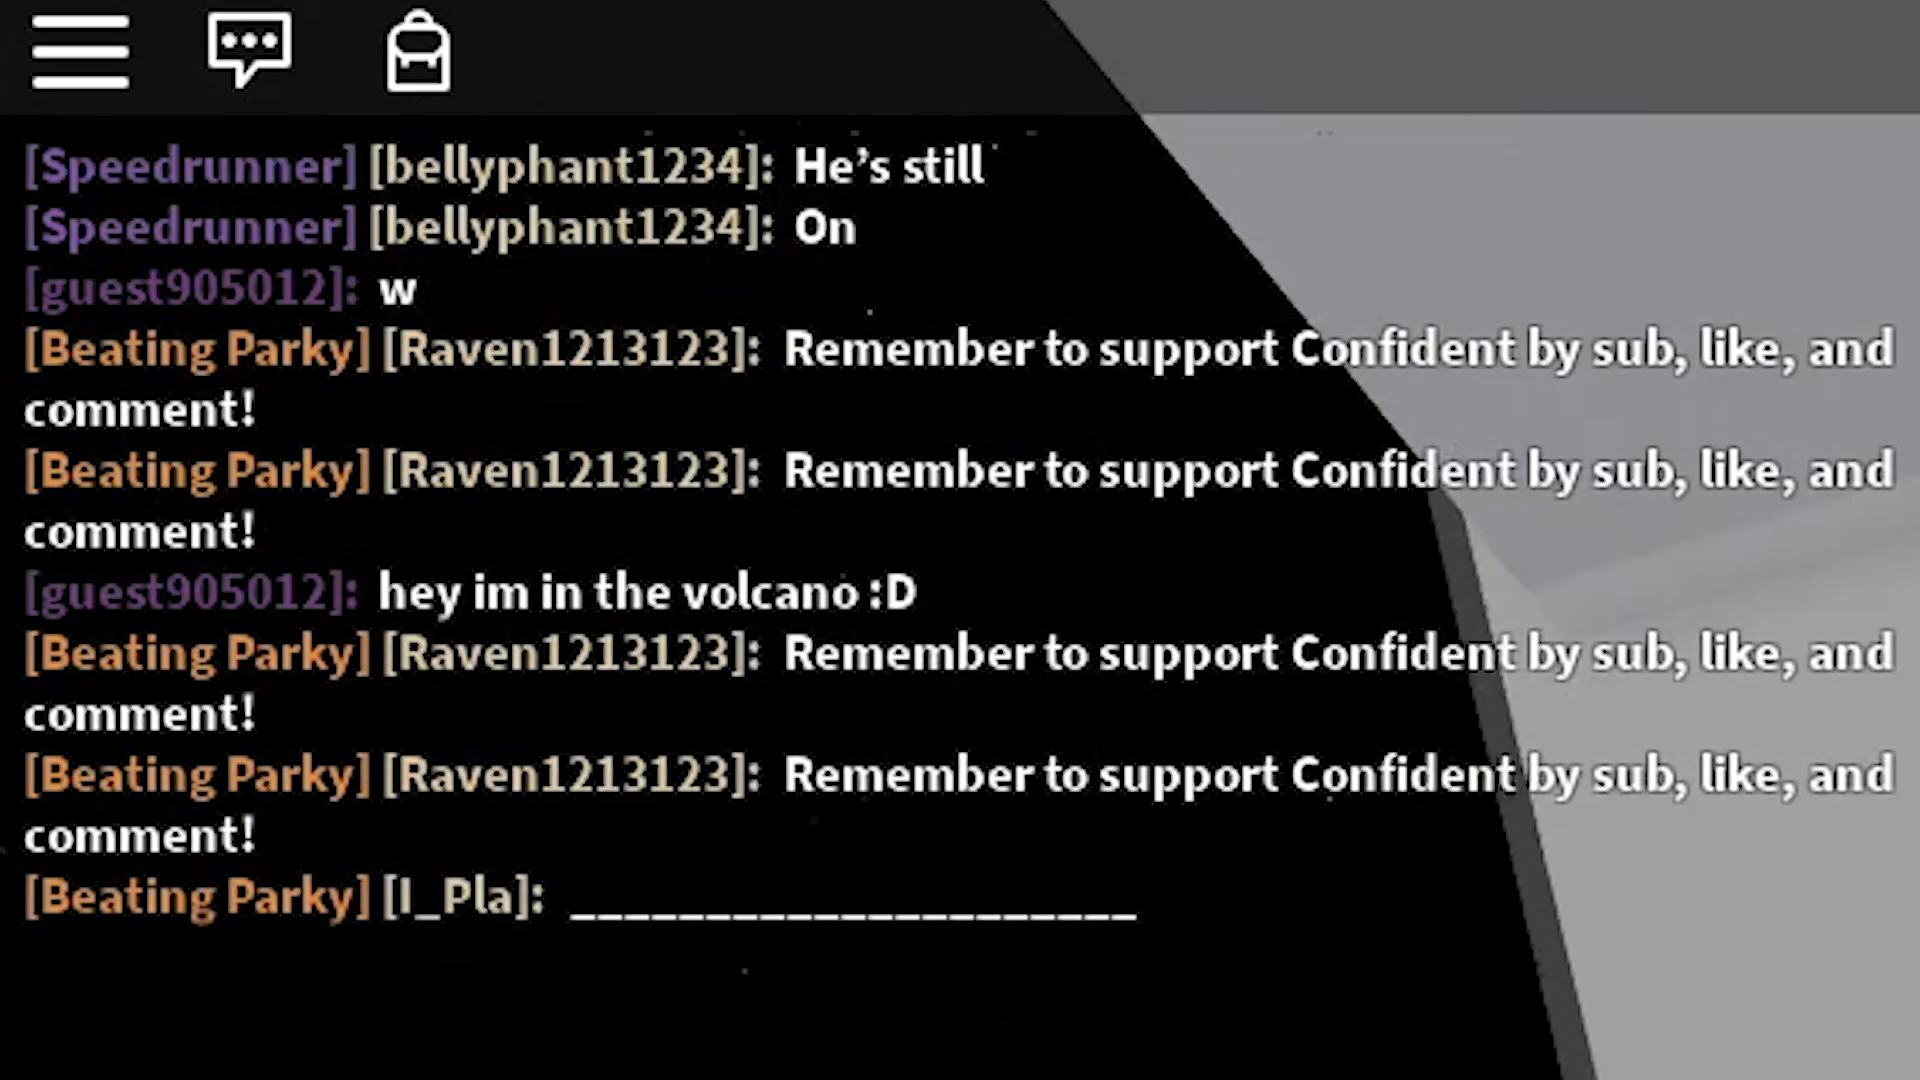 [Speedrunner] [bellyphant1234]: He’s still
[Speedrunner] [bellyphant1234]: On
[guest905012]: w
[Beating Parky] [Raven1213123]: Remember to support Confident by sub, like, and
comment!
[Beating Parky] [Raven1213123]: Remember to support Confident by sub, like, and
comment!
[guest905012]: hey im in the volcano :D
[Beating Parky] [Raven1213123]: Remember to support Confident by sub, like, and
comment!
[Beating Parky] [Raven1213123]: Remember to support Confident by sub, like, and
comment!
[Beating Parky] [I_Pla]: _____________________